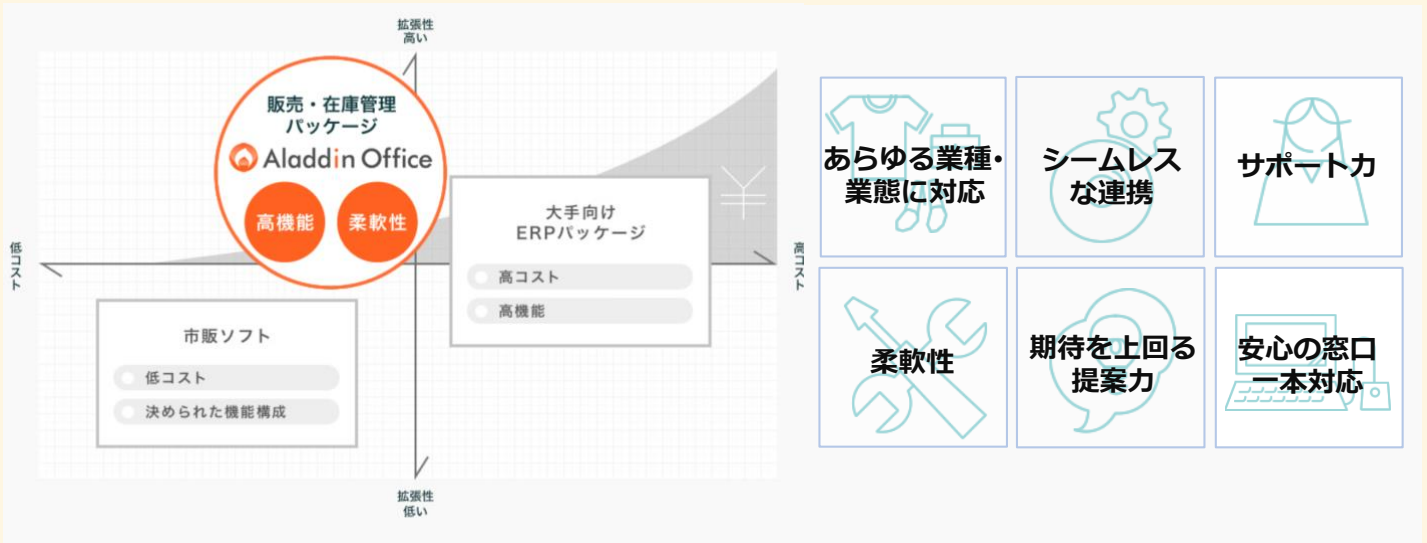 拡張性
高い
販売・在庫管理
パッケージ
Aladdin Office
高機能
柔軟性
大手向け
ERPパッケージ
高コスト
高機能
低コスト
高コスト
市販ソフト
低コスト
決められた機能構成
拡張性
低い
あらゆる業種・
業態に対応
シームレス
な連携
サポート力
柔軟性
期待を上回る
提案力
安心の窓口
一本対応